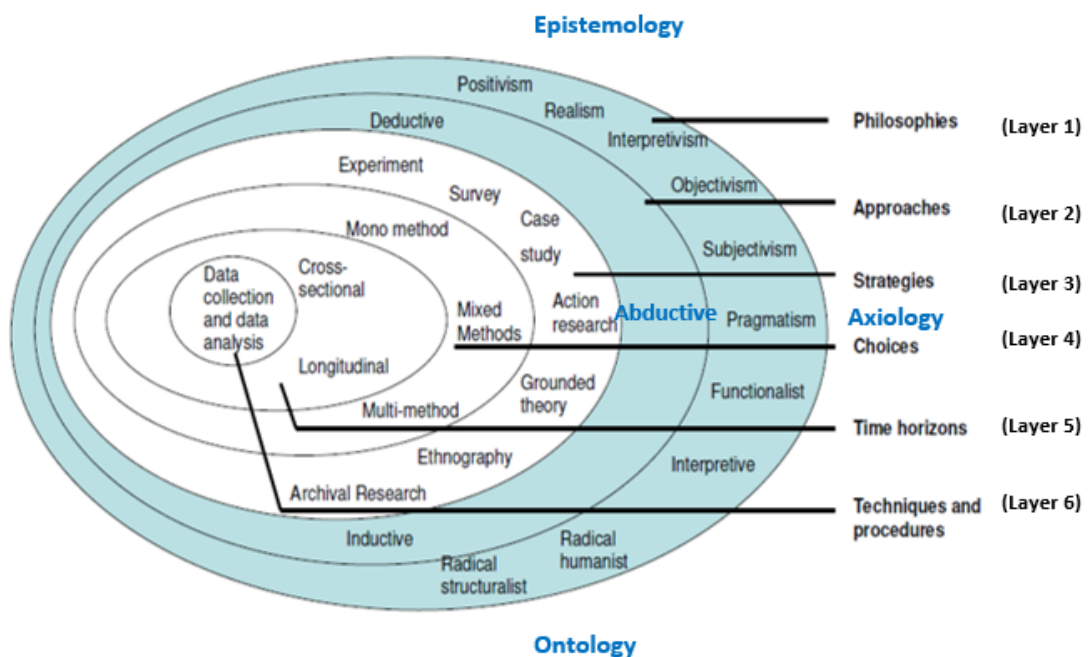 Epistemology
Positivism
Realism
Deductive
Philosophies
(Layer 1)
Interpretivism
Experiment
Objectivism
Survey
Approaches
(Layer 2)
Case
study
Mono method
Subjectivism
Cross-
sectional
Data
collection
and data
analysis
Strategies
(Layer 3)
Action
research
Mixed
Methods
Abductive
Pragmatism
Axiology
Choices
(Layer 4)
Longitudinal
Grounded
theory
Functionalist
Multi-method
Time horizons
(Layer 5)
Ethnography
Interpretive
Archival Research
Techniques and
procedures
(Layer 6)
Inductive
Radical
humanist
Radical
structuralist
Ontology